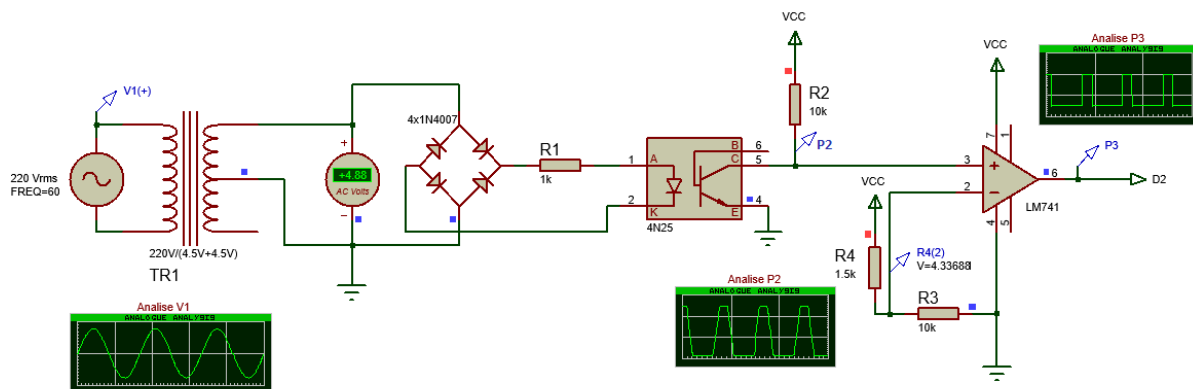 V1(+)
220 Vrms
FREQ=60
220V/(4.5V+4.5V)
TR1
Analise V1
ANALOGUE ANALYSIS
+
+4.88
AC Volts
−
4x1N4007
R1
1k
1
A
2
K
B
6
C
5
E
4
4N25
VCC
R2
10k
P2
Analise P2
ANALOGUE ANALYSIS
VCC
R4
1.5k
R4(2)
V=4.33688
R3
10k
VCC
7
1
3
+
2
−
6
4
5
LM741
P3
D2
Analise P3
ANALOGUE ANALYSIS